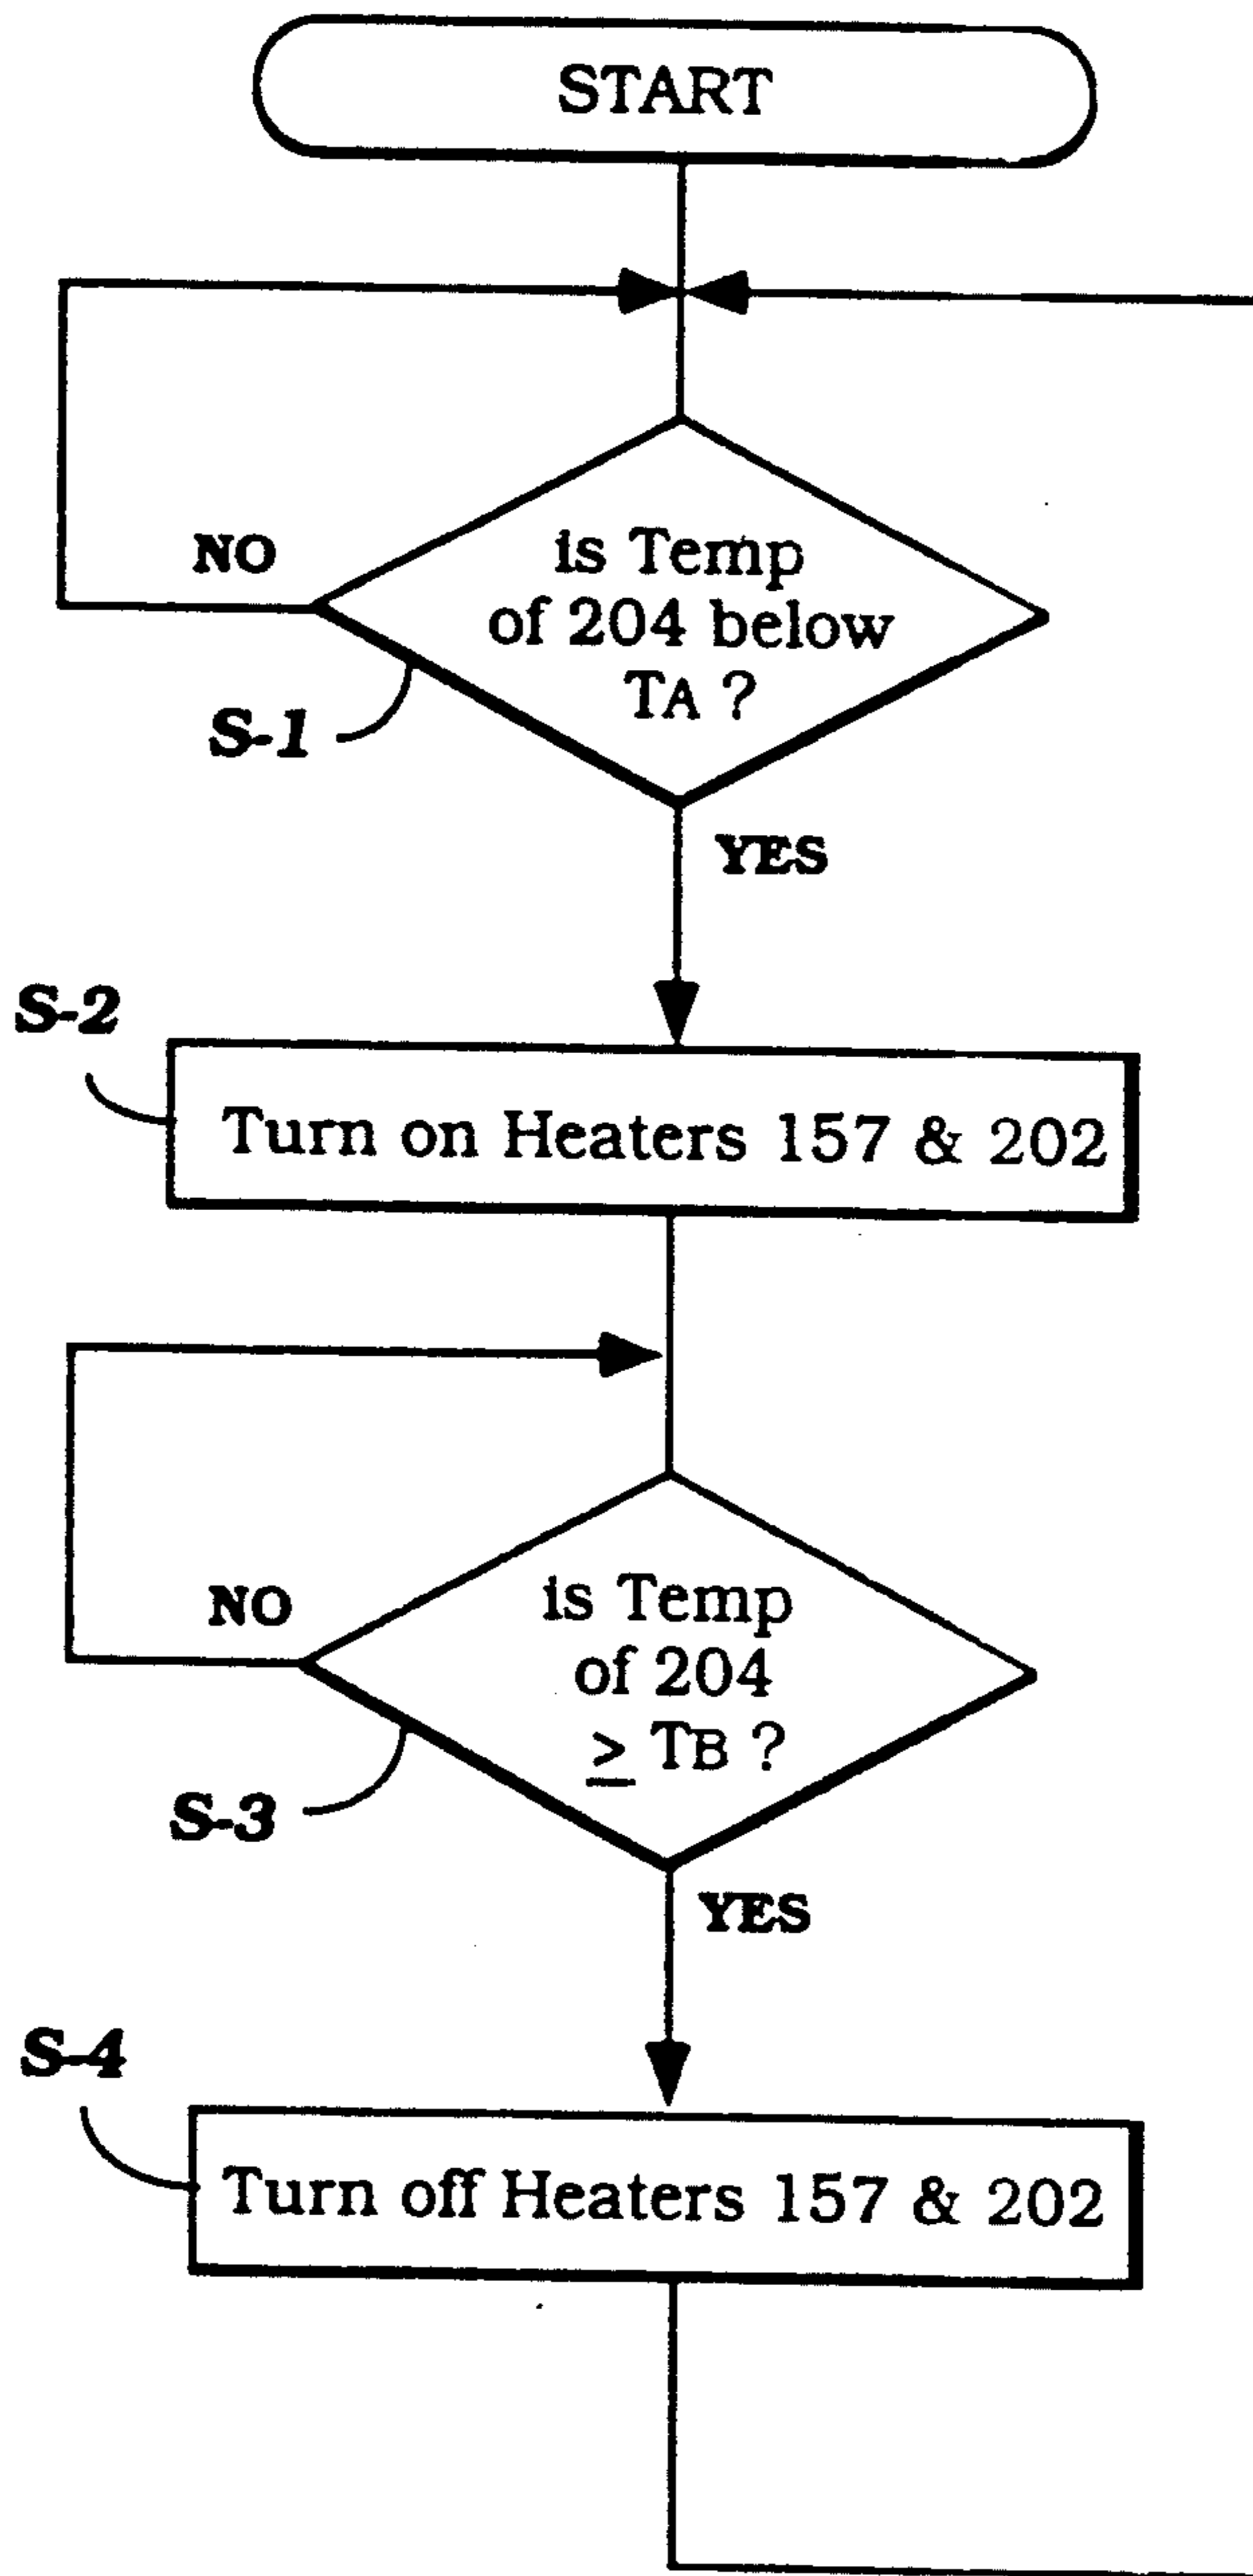 START
NO
is Temp
of 204 below
TA ?
S-1
YES
S-2
Turn on Heaters 157 & 202
NO
is Temp
of 204
≥ TB ?
S-3
YES
S-4
Turn off Heaters 157 & 202